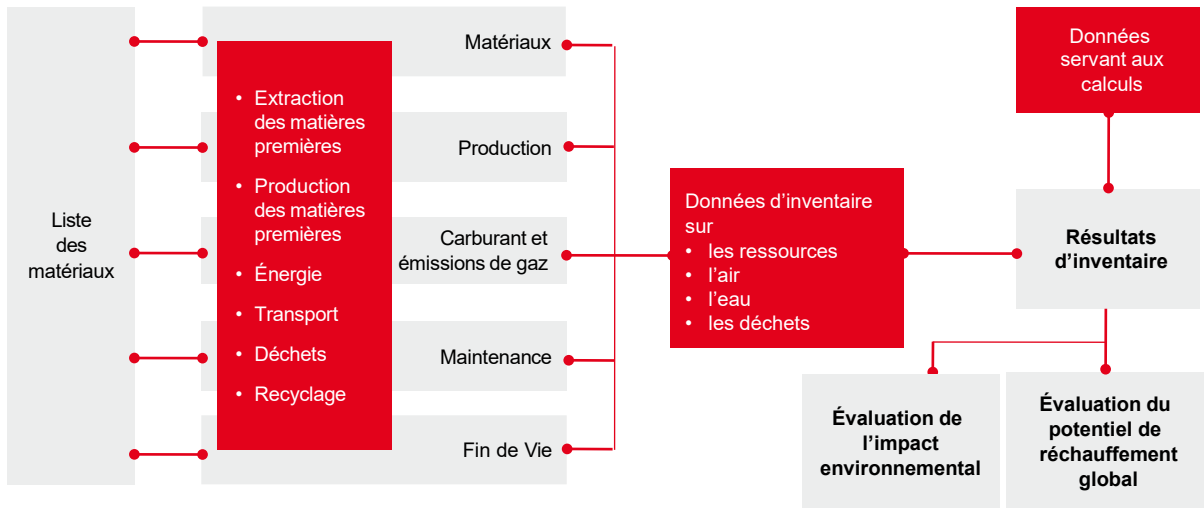 Liste
des
matériaux
• Extraction
des matières
premières
• Production
des matières
premières
• Énergie
• Transport
• Déchets
• Recyclage
Matériaux
Production
Carburant et
émissions de gaz
Maintenance
Fin de Vie
Données d’inventaire
sur
• les ressources
• l’air
• l’eau
• les déchets
Données
servant aux
calculs
Résultats
d’inventaire
Évaluation de
l’impact
environnemental
Évaluation du
potentiel de
réchauffement
global